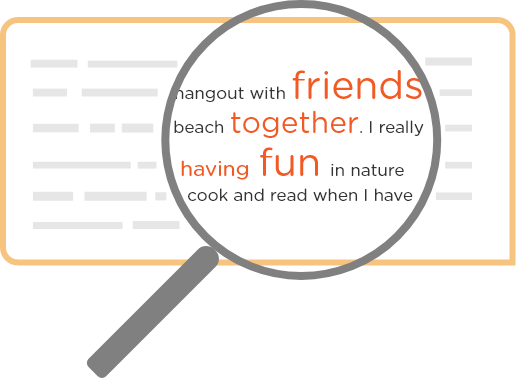 hangout with friends
beach together. I really
having fun in nature
cook and read when I have